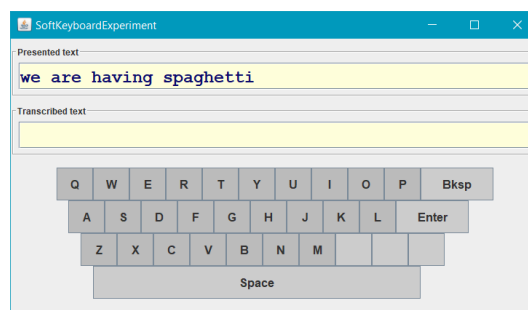 SoftKeyboardExperiment
Presented text
we are having spaghetti
Transcribed text
Q W E R T Y U I O P Bksp
A S D F G H J K L Enter
Z X C V B N M
Space